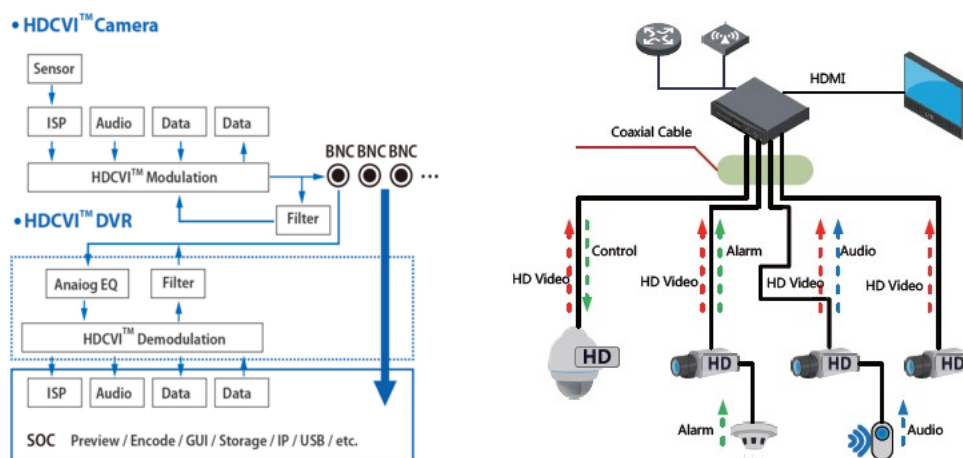 • HDCVI™ Camera
Sensor
ISP Audio Data Data
HDCVI™ Modulation
BNC BNC BNC
...
Filter
• HDCVI™ DVR
Anaiog EQ Filter
HDCVI™ Demodulation
ISP Audio Data Data
SOC Preview / Encode / GUI / Storage / IP / USB / etc.
HDMI
Coaxial Cable
Control Alarm Audio
HD Video HD Video HD Video HD Video
HD HD HD HD
Alarm Audio